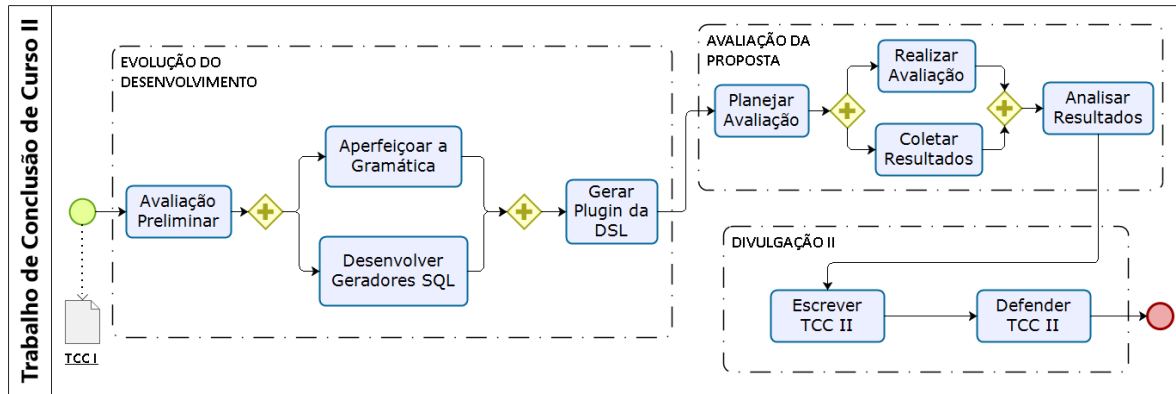 Trabalho de Conclusão de Curso II
EVOLUÇÃO DO
DESENVOLVIMENTO
Avaliação
Preliminar
Aperfeiçoar a
Gramática
Desenvolver
Geradores SQL
Gerar
Plugin da
DSL
TCC I
AVALIAÇÃO DA
PROPOSTA
Planejar
Avaliação
Realizar
Avaliação
Coletar
Resultados
Analisar
Resultados
DIVULGAÇÃO II
Escrever
TCC II
Defender
TCC II